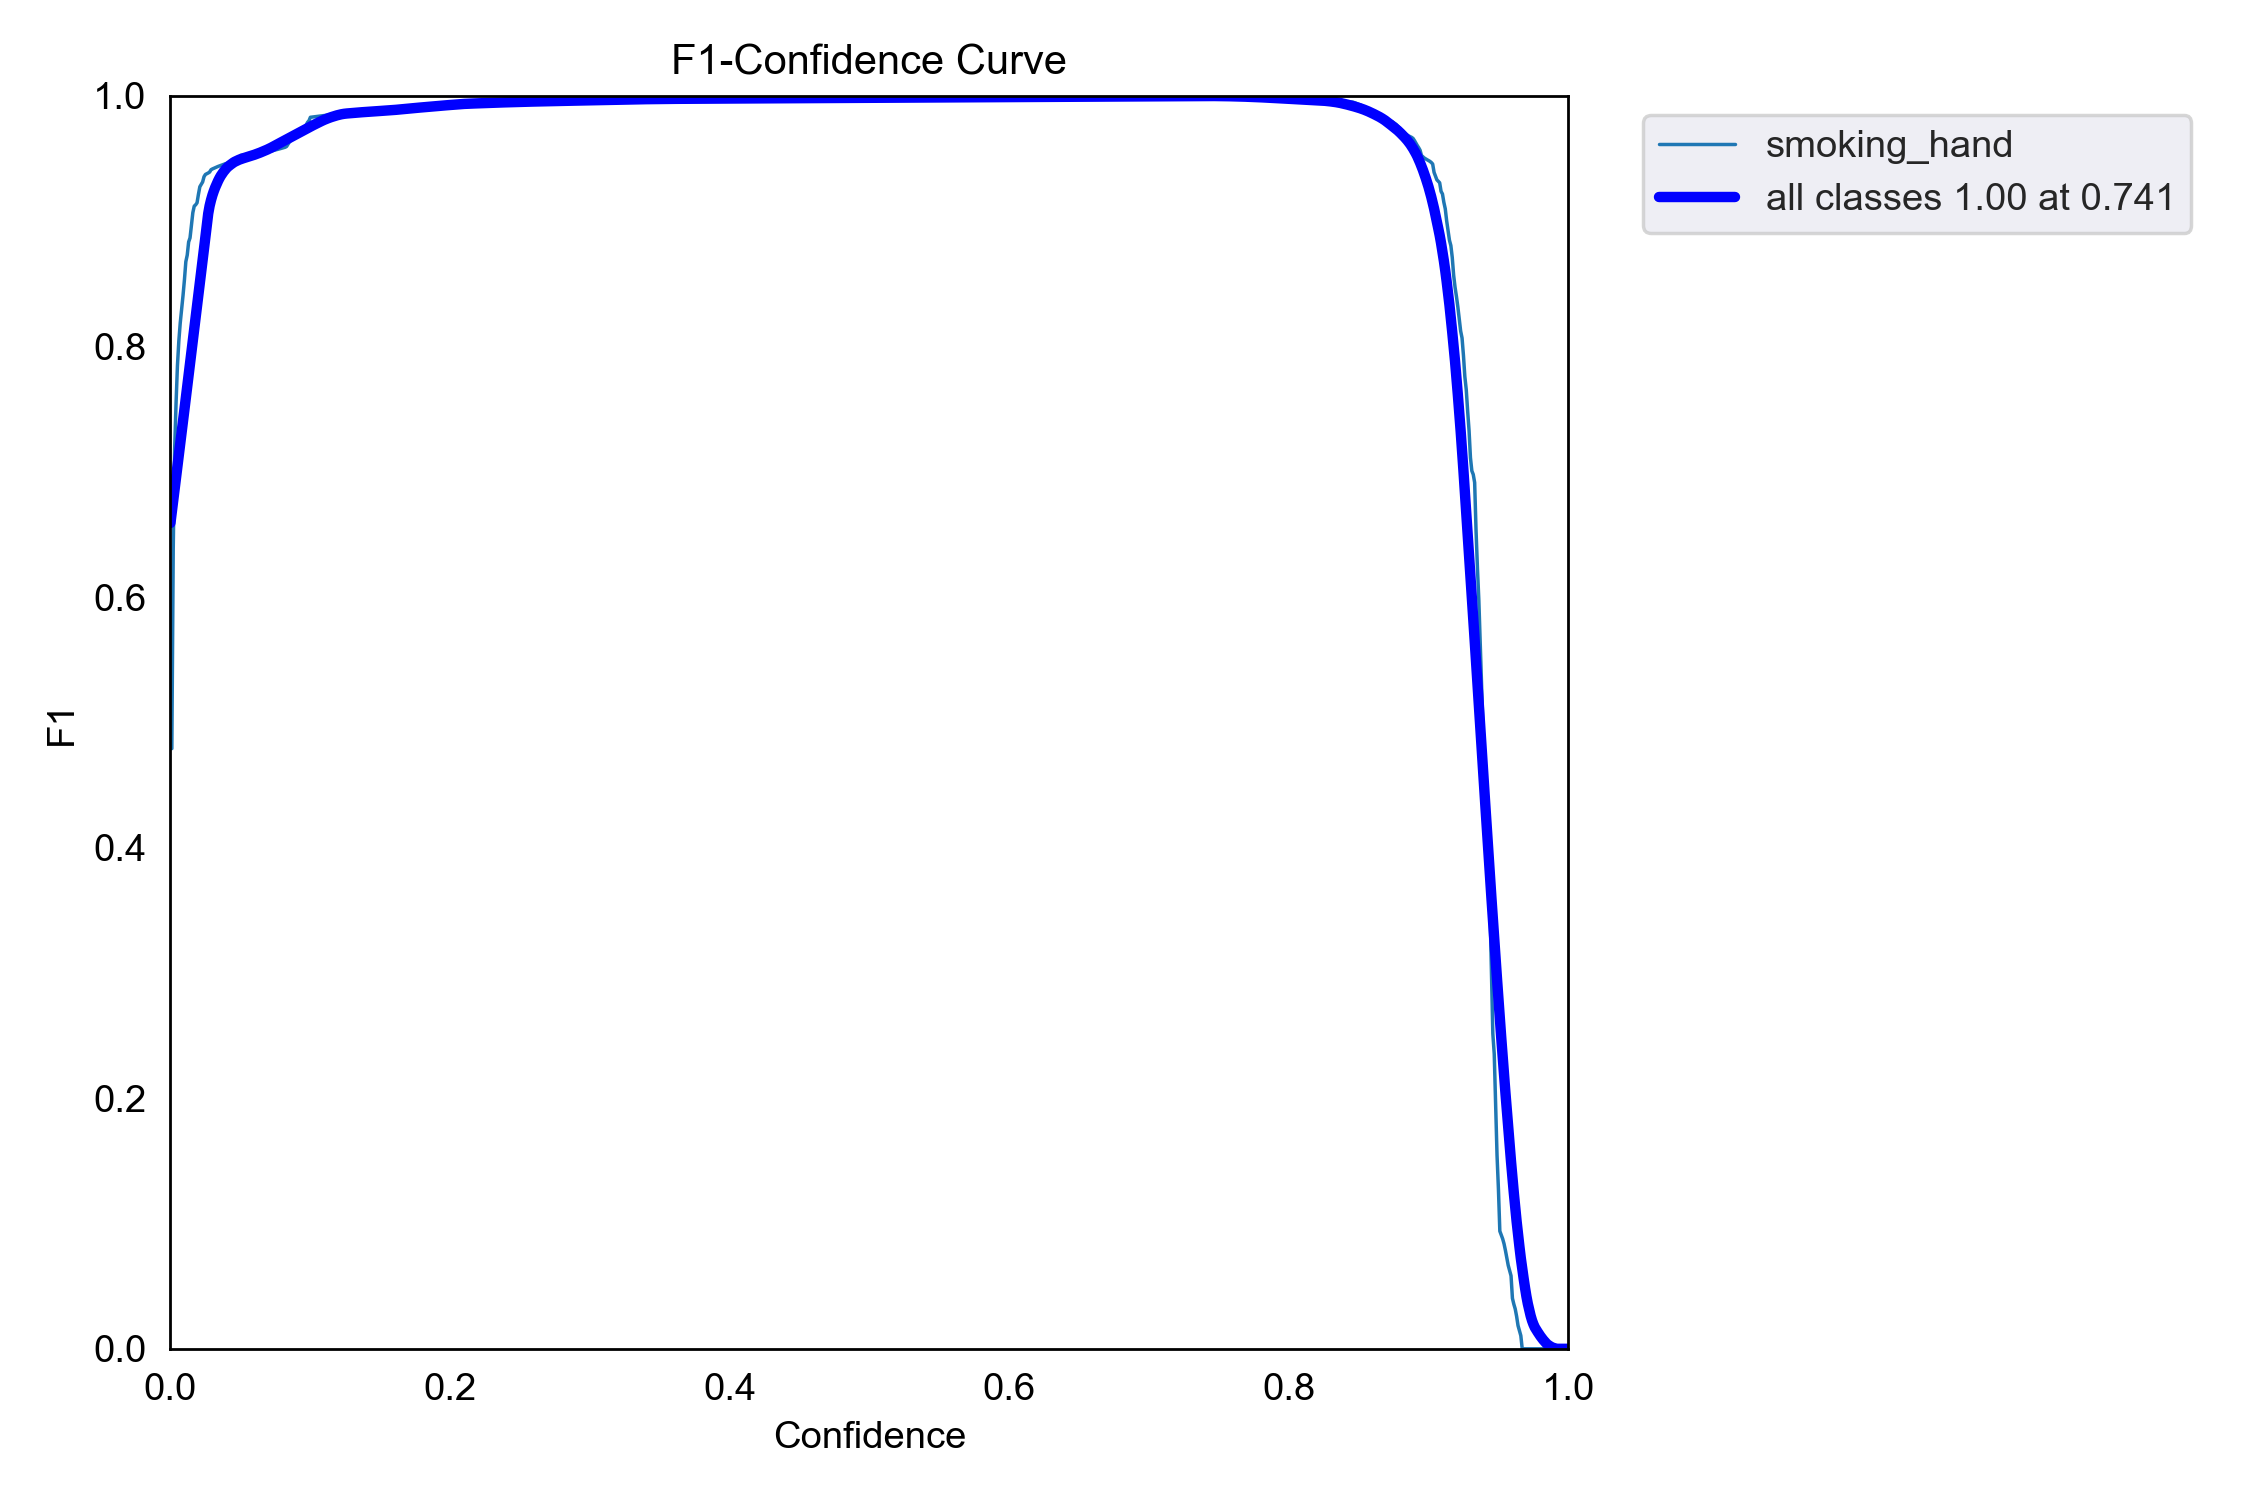 F1-Confidence Curve
1.0
0.8
0.6
0.4
0.2
0.0
F1
0.0 0.2 0.4 0.6 0.8 1.0
Confidence
smoking_hand
all classes 1.00 at 0.741